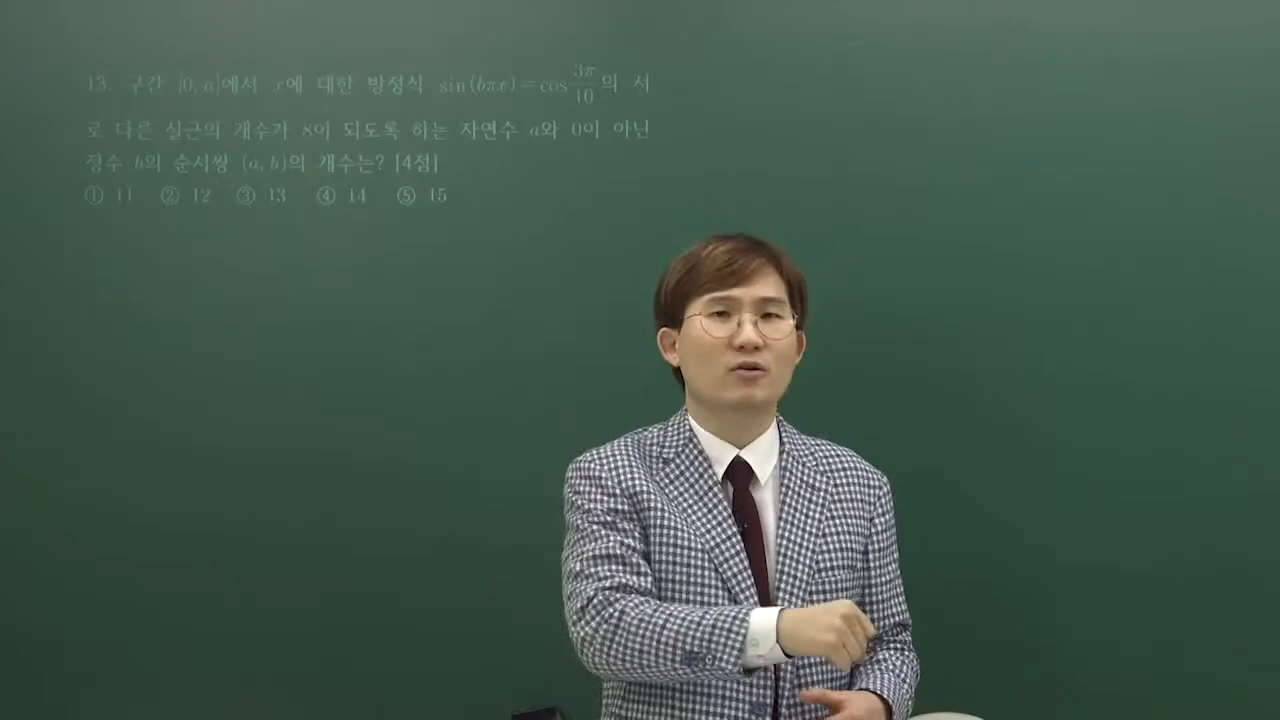 13. 구간 [0, a]에서 x에 대한 방정식 sin(bπx)=cos 3π/10 의 서
로 다른 실근의 개수가 8이 되도록 하는 자연수 a와 0이 아닌
정수 b의 순서쌍 (a, b)의 개수는? [4점]
① 11 ② 12 ③ 13 ④ 14 ⑤ 15